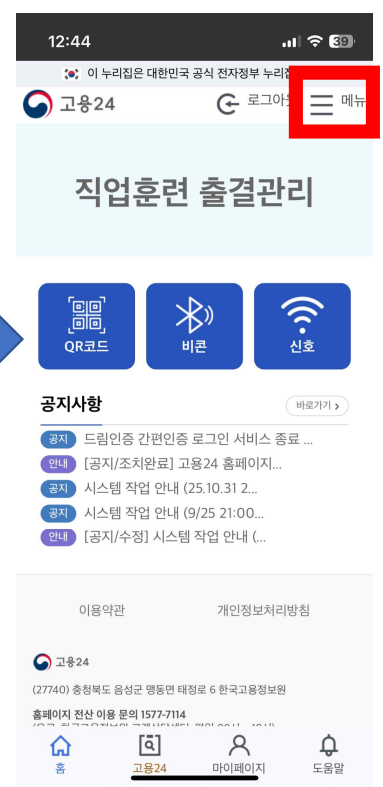 12:44
39
이 누리집은 대한민국 공식 전자정부 누리집
고용24
로그아웃
메뉴
직업훈련 출결관리
QR코드
비콘
신호
공지사항
바로가기 >
공지 드림인증 간편인증 로그인 서비스 종료 ...
안내 [공지/조치완료] 고용24 홈페이지...
공지 시스템 작업 안내 (25.10.31 2...
공지 시스템 작업 안내 (9/25 21:00...
안내 [공지/수정] 시스템 작업 안내 (...
이용약관
개인정보처리방침
고용24
(27740) 충청북도 음성군 맹동면 태정로 6 한국고용정보원
홈페이지 전산 이용 문의 1577-7114
홈
고용24
마이페이지
도움말